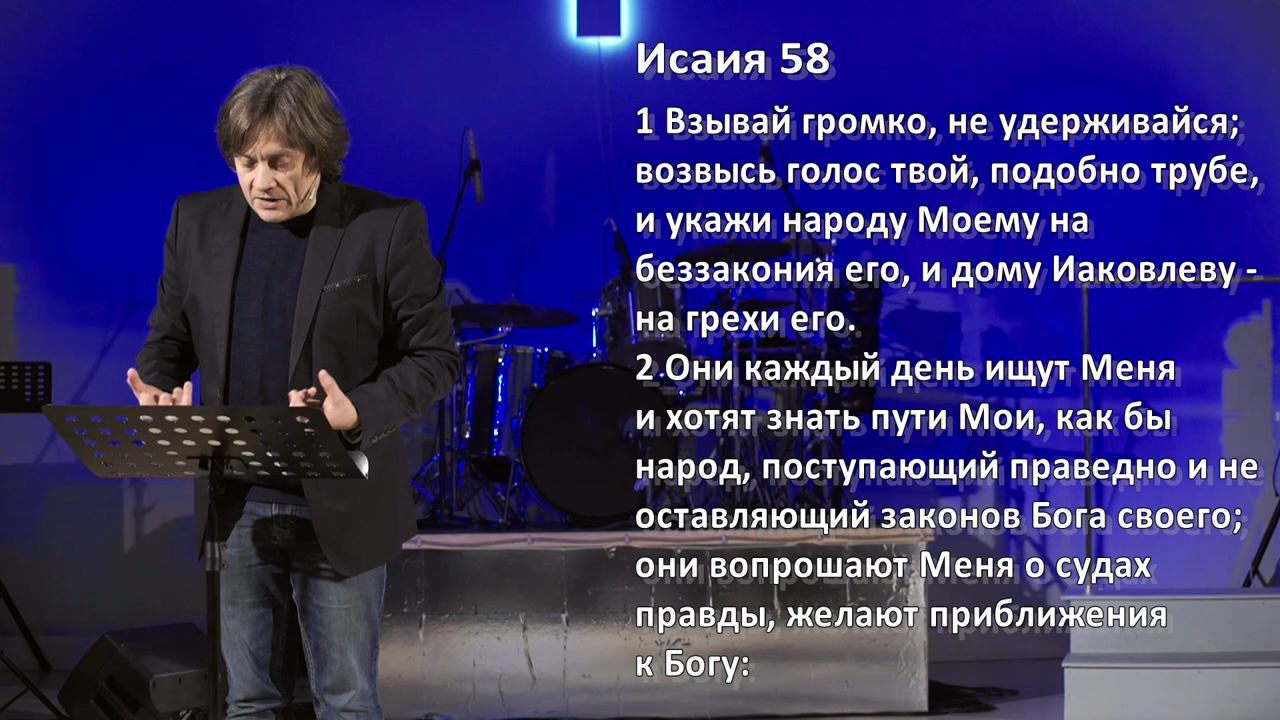 Исаия 58
1 Взывай громко, не удерживайся;
возвысь голос твой, подобно трубе,
и укажи народу Моему на
беззакония его, и дому Иаковлеву -
на грехи его.
2 Они каждый день ищут Меня
и хотят знать пути Мои, как бы
народ, поступающий праведно и не
оставляющий законов Бога своего;
они вопрошают Меня о судах
правды, желают приближения
к Богу: